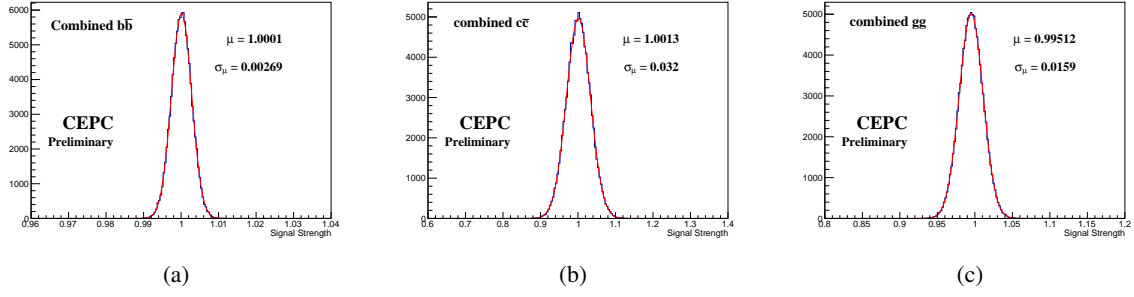 Combined bb̄
μ = 1.0001
σμ = 0.00269
CEPC
Preliminary
6000
5000
4000
3000
2000
1000
0
0.96 0.97 0.98 0.99 1 1.01 1.02 1.03 1.04
Signal Strength
(a)
combined cc̄
μ = 1.0013
σμ = 0.032
CEPC
Preliminary
5000
4000
3000
2000
1000
0
0.6 0.7 0.8 0.9 1 1.1 1.2 1.3 1.4
Signal Strength
(b)
combined gg
μ = 0.99512
σμ = 0.0159
CEPC
Preliminary
5000
4000
3000
2000
1000
0
0.8 0.85 0.9 0.95 1 1.05 1.1 1.15 1.2
Signal Strength
(c)